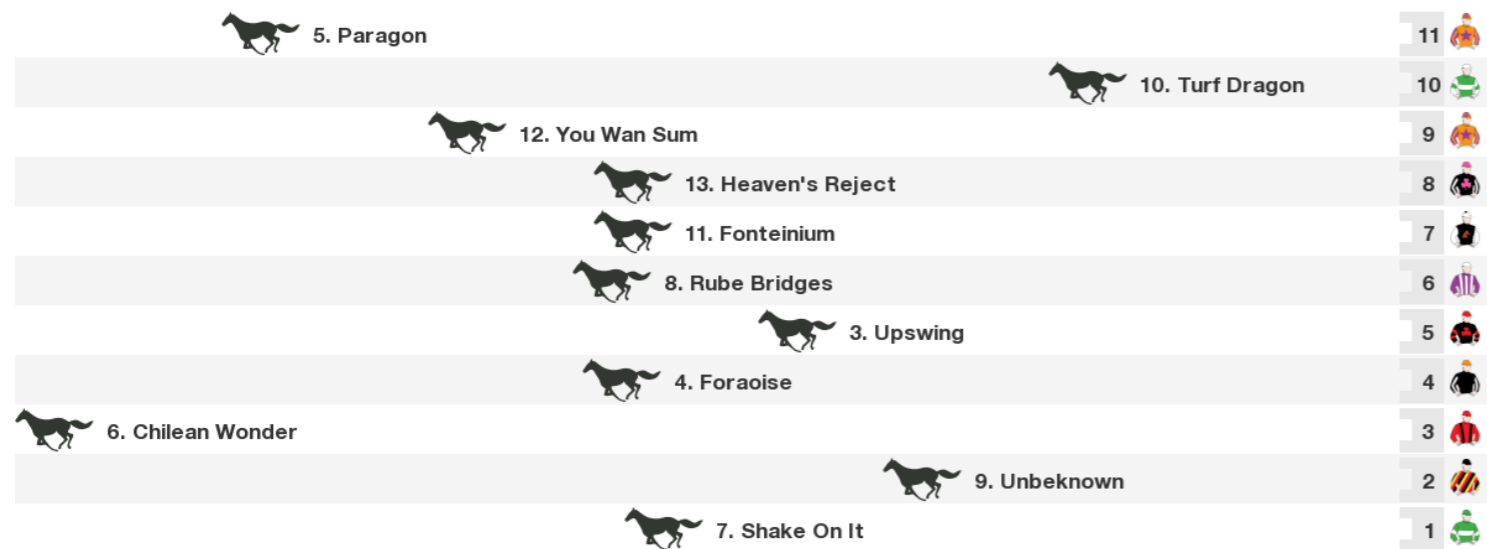 5. Paragon 11
10. Turf Dragon 10
12. You Wan Sum 9
13. Heaven's Reject 8
11. Fonteinium 7
8. Rube Bridges 6
3. Upswing 5
4. Foraoise 4
6. Chilean Wonder 3
9. Unbeknown 2
7. Shake On It 1